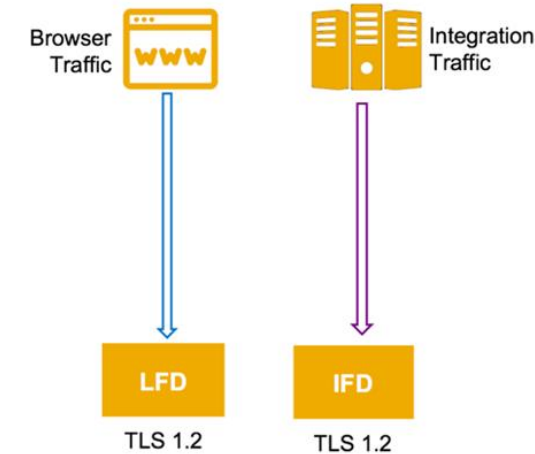 Browser
Traffic
WWW
Integration
Traffic
LFD
IFD
TLS 1.2
TLS 1.2